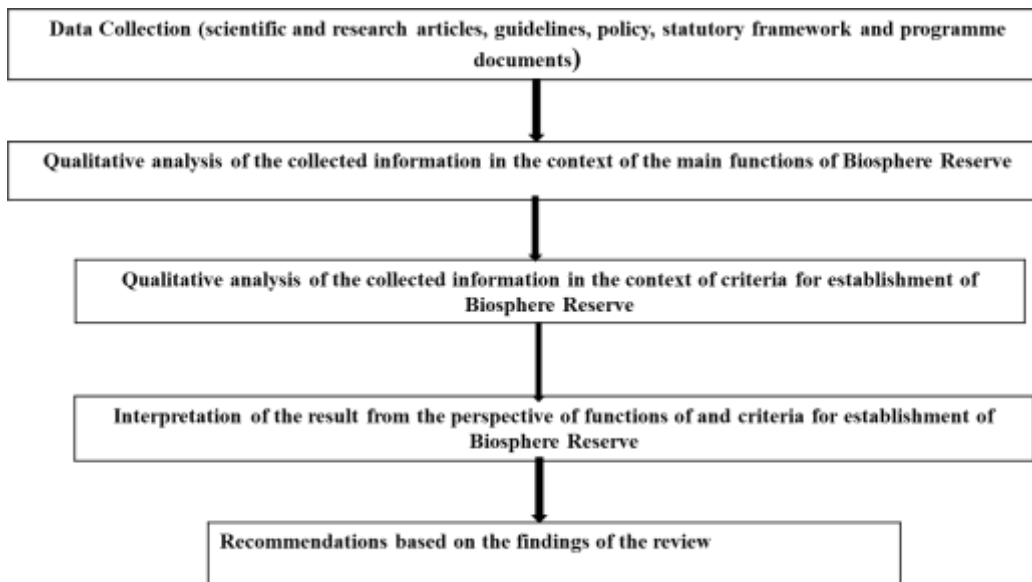 Data Collection (scientific and research articles, guidelines, policy, statutory framework and programme
documents)
Qualitative analysis of the collected information in the context of the main functions of Biosphere Reserve
Qualitative analysis of the collected information in the context of criteria for establishment of
Biosphere Reserve
Interpretation of the result from the perspective of functions of and criteria for establishment of
Biosphere Reserve
Recommendations based on the findings of the review